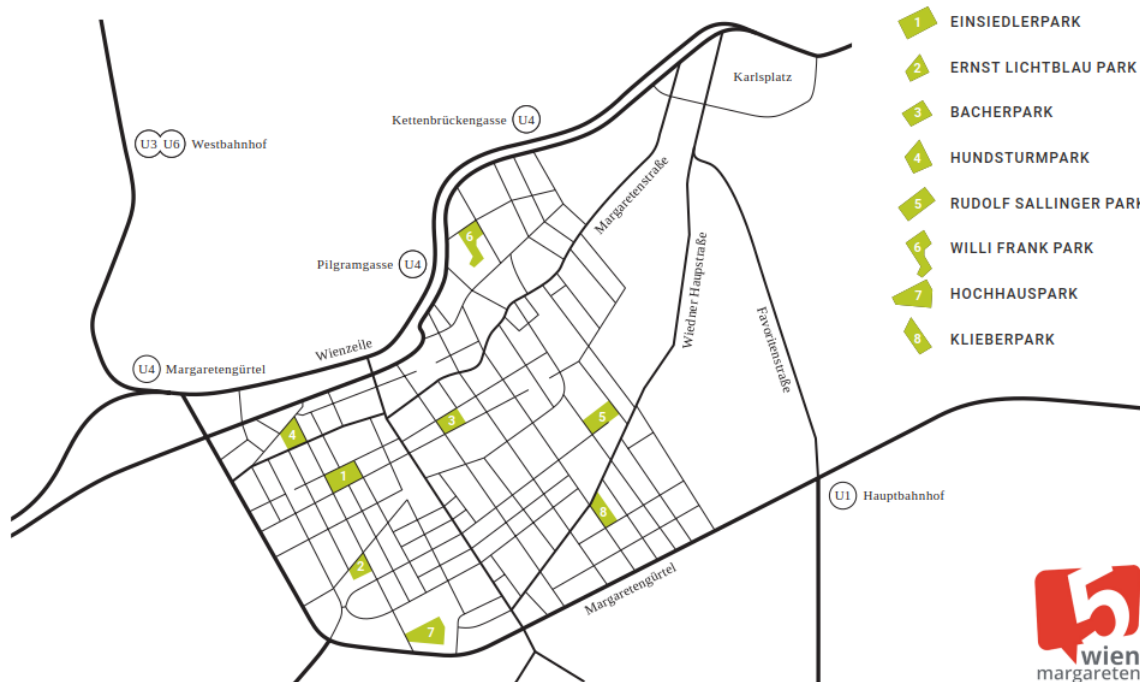 Karlsplatz
Kettenbrückengasse U4
U3 U6 Westbahnhof
Margaretenstraße
Pilgramgasse U4
Wiedner Haupstraße
Favoritenstraße
Wienzeile
U4 Margaretengürtel
U1 Hauptbahnhof
Margaretengürtel
6
3
5
4
1
8
2
7
1 EINSIEDLERPARK
2 ERNST LICHTBLAU PARK
3 BACHERPARK
4 HUNDSTURMPARK
5 RUDOLF SALLINGER PARK
6 WILLI FRANK PARK
7 HOCHHAUSPARK
8 KLIEBERPARK
5
wien
margareten